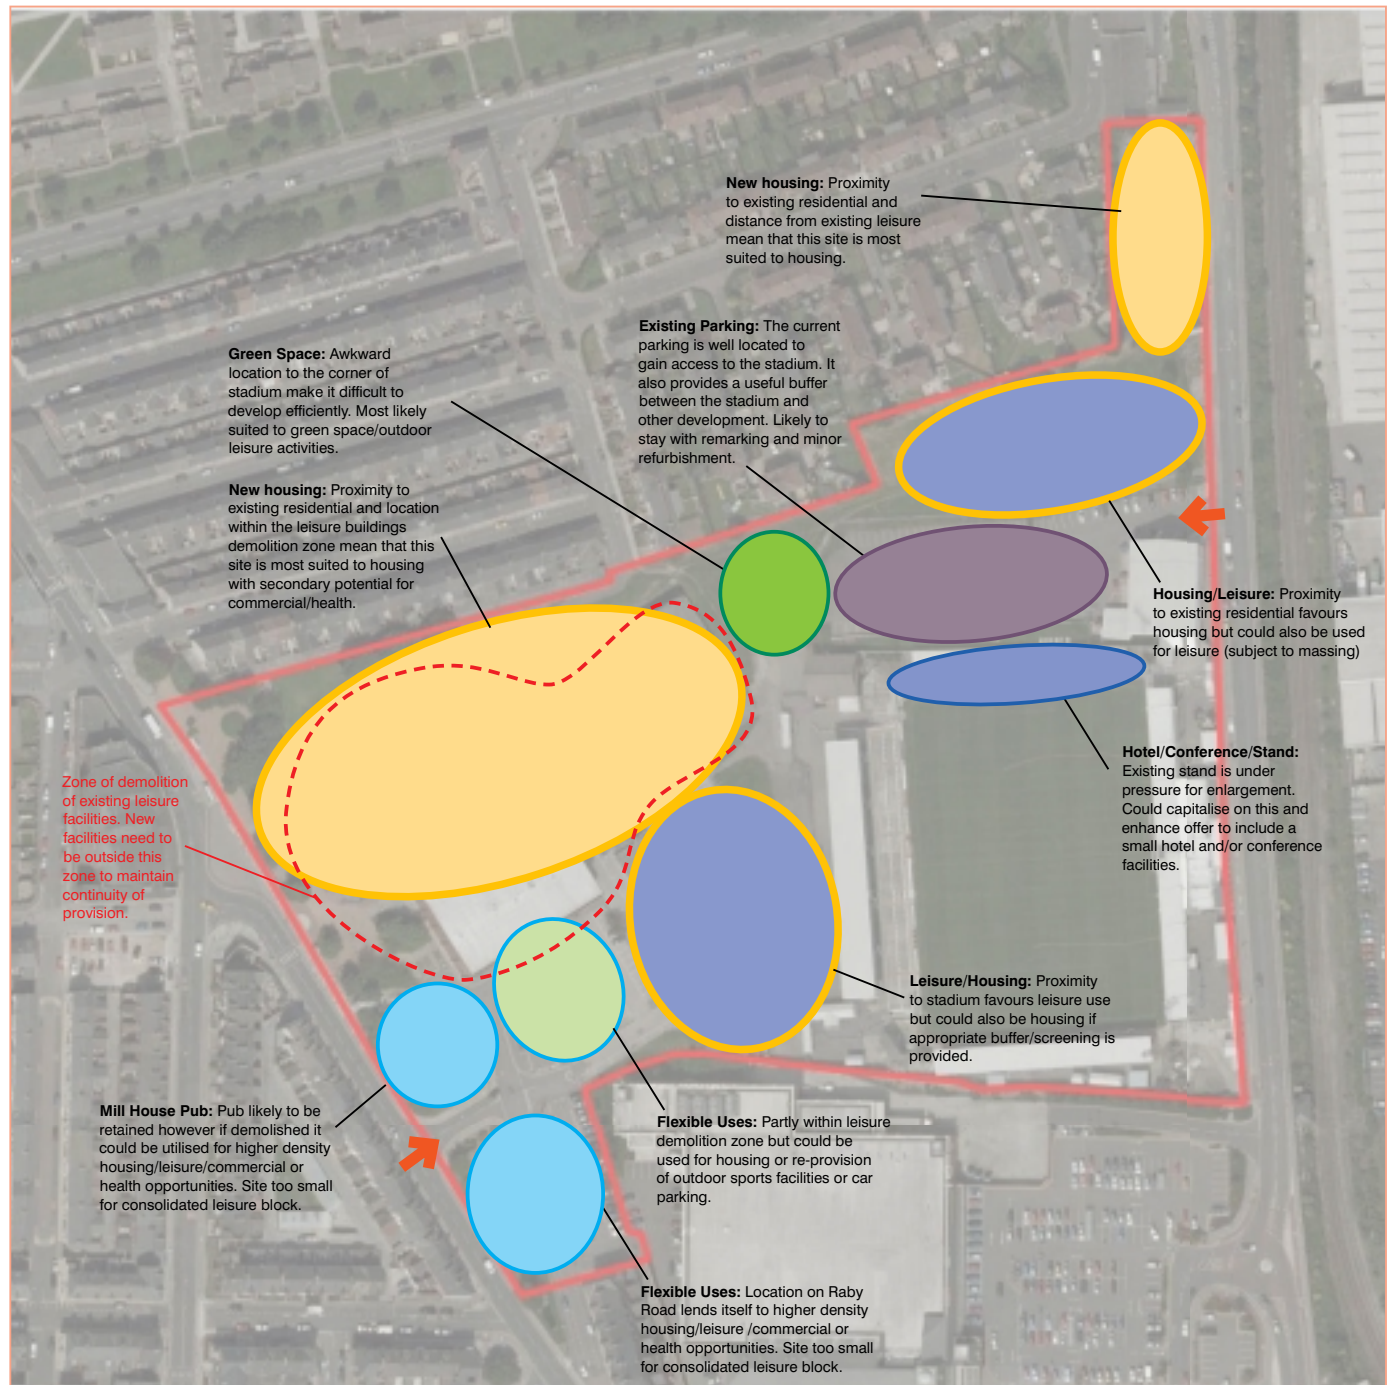 New housing: Proximity
to existing residential and
distance from existing leisure
mean that this site is most
suited to housing.
Existing Parking: The current
parking is well located to
gain access to the stadium. It
also provides a useful buffer
between the stadium and
other development. Likely to
stay with remarking and minor
refurbishment.
Green Space: Awkward
location to the corner of
stadium make it difficult to
develop efficiently. Most likely
suited to green space/outdoor
leisure activities.
New housing: Proximity to
existing residential and location
within the leisure buildings
demolition zone mean that this
site is most suited to housing
with secondary potential for
commercial/health.
Housing/Leisure: Proximity
to existing residential favours
housing but could also be used
for leisure (subject to massing)
Hotel/Conference/Stand:
Existing stand is under
pressure for enlargement.
Could capitalise on this and
enhance offer to include a
small hotel and/or conference
facilities.
Zone of demolition
of existing leisure
facilities. New
facilities need to
be outside this
zone to maintain
continuity of
provision.
Leisure/Housing: Proximity
to stadium favours leisure use
but could also be housing if
appropriate buffer/screening is
provided.
Mill House Pub: Pub likely to be
retained however if demolished it
could be utilised for higher density
housing/leisure/commercial or
health opportunities. Site too small
for consolidated leisure block.
Flexible Uses: Partly within leisure
demolition zone but could be
used for housing or re-provision
of outdoor sports facilities or car
parking.
Flexible Uses: Location on Raby
Road lends itself to higher density
housing/leisure /commercial or
health opportunities. Site too small
for consolidated leisure block.